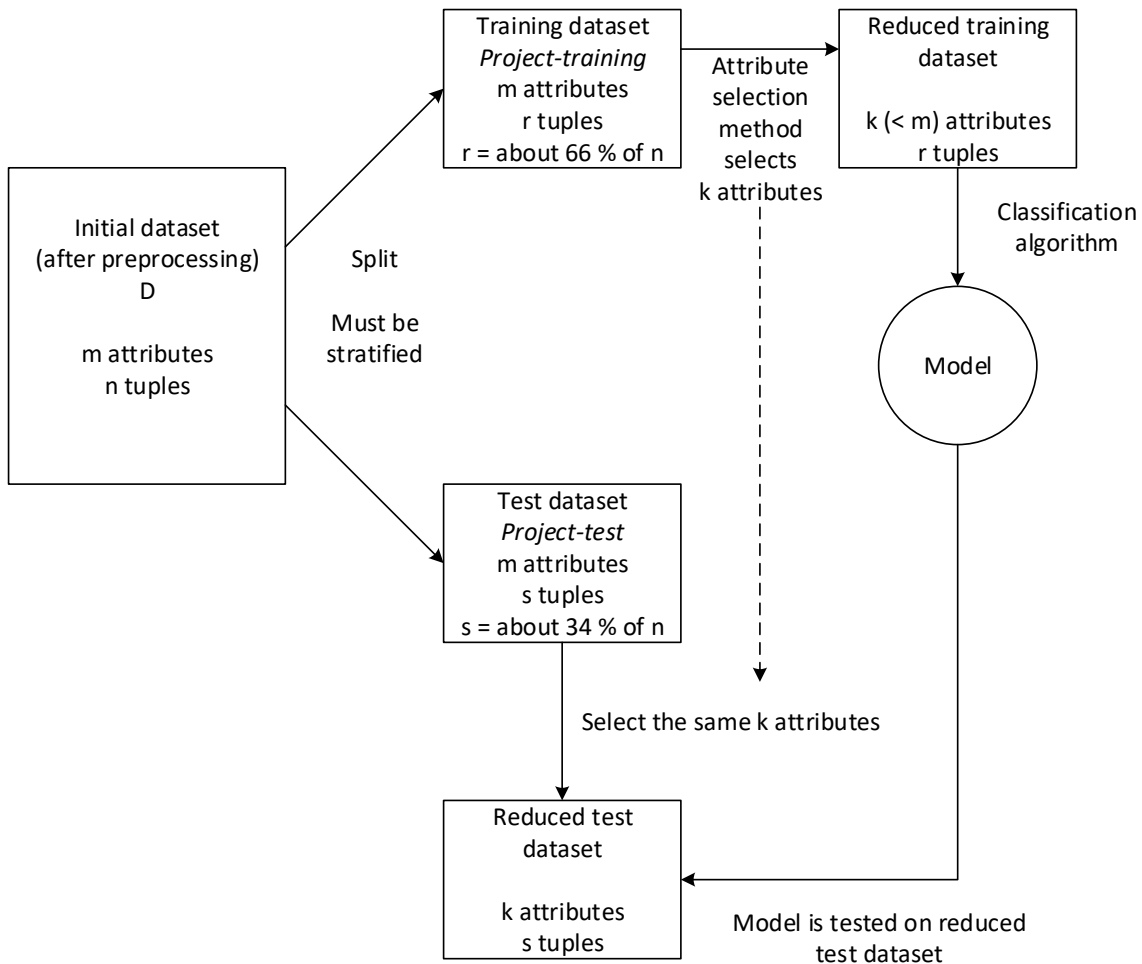 Initial dataset
(after preprocessing)
D
m attributes
n tuples
Split
Must be
stratified
Training dataset
Project-training
m attributes
r tuples
r = about 66 % of n
Attribute
selection
method
selects
k attributes
Reduced training
dataset
k (< m) attributes
r tuples
Classification
algorithm
Model
Test dataset
Project-test
m attributes
s tuples
s = about 34 % of n
Select the same k attributes
Reduced test
dataset
k attributes
s tuples
Model is tested on reduced
test dataset